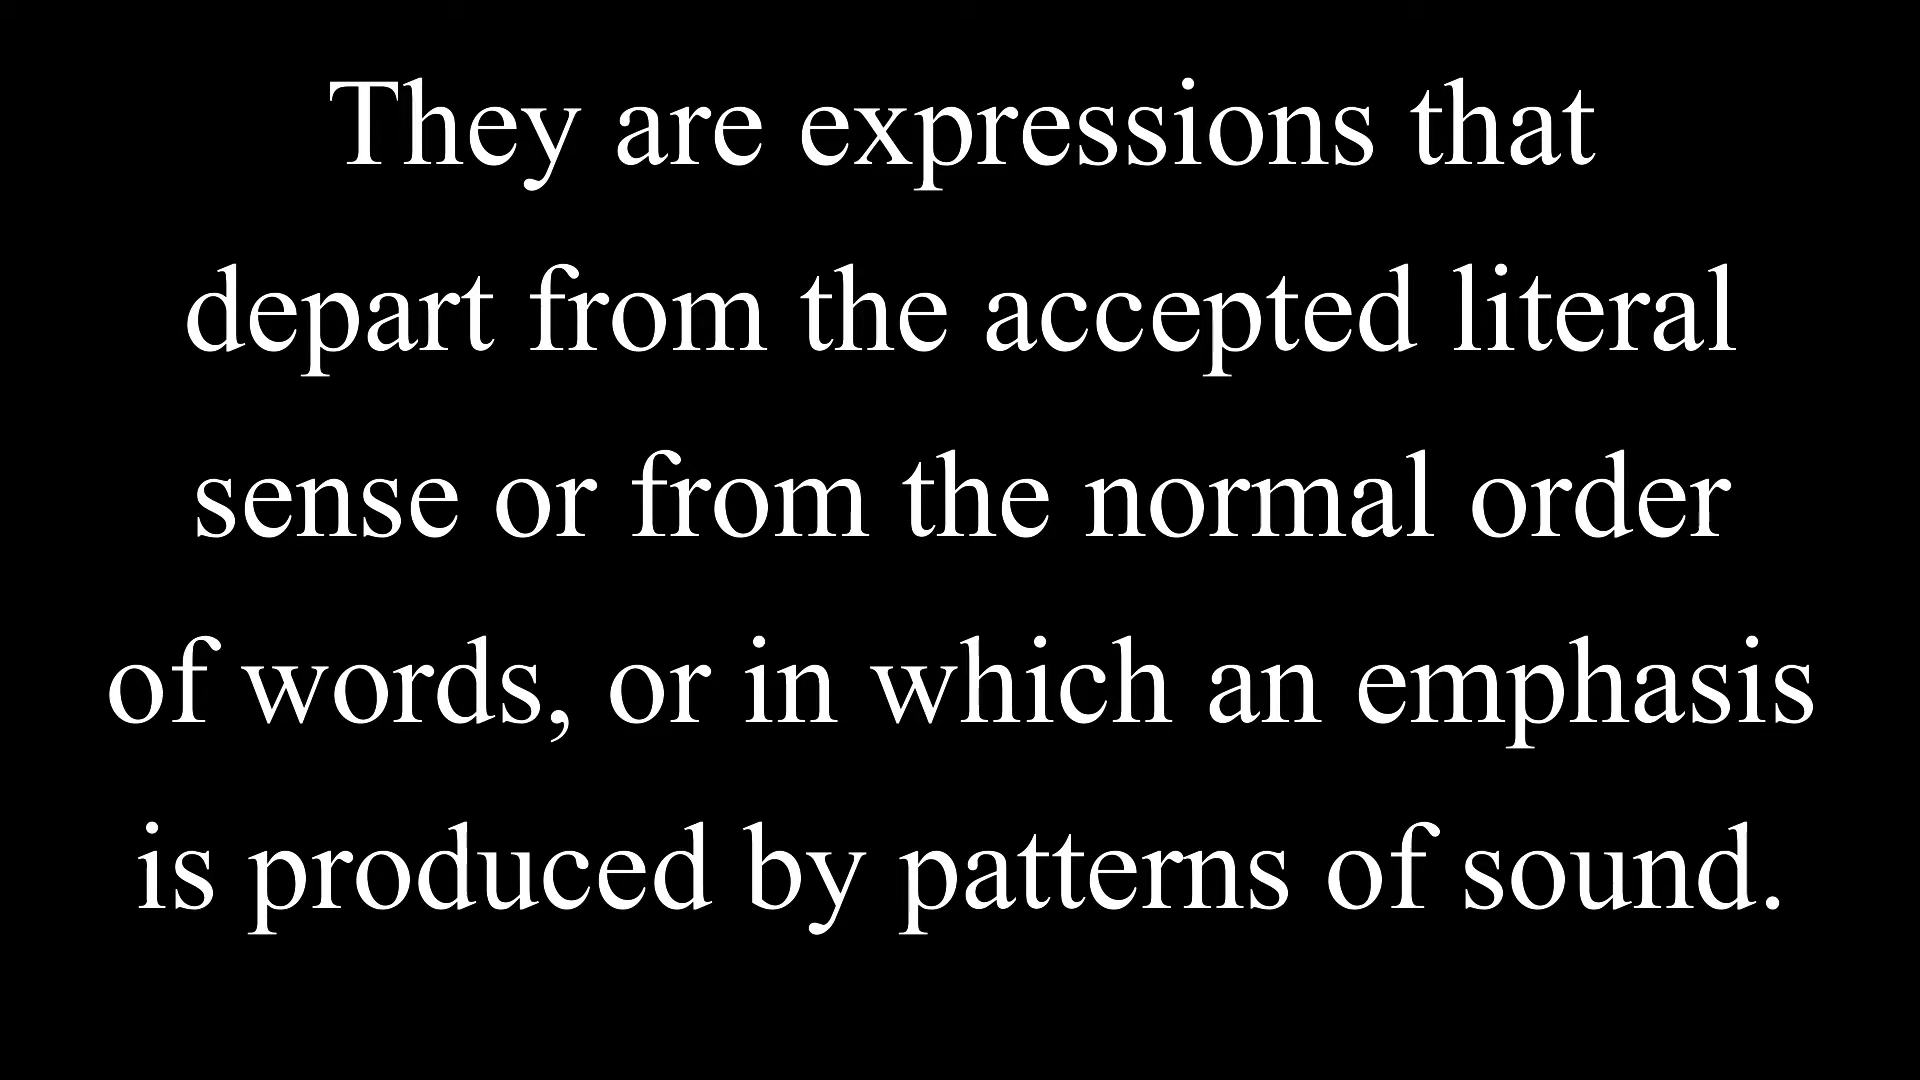 They are expressions that
depart from the accepted literal
sense or from the normal order
of words, or in which an emphasis
is produced by patterns of sound.